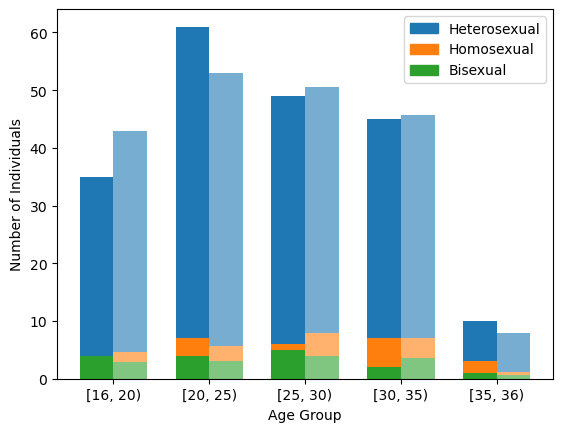 Heterosexual
Homosexual
Bisexual
Number of Individuals
60
50
40
30
20
10
0
[16, 20)
[20, 25)
[25, 30)
[30, 35)
[35, 36)
Age Group